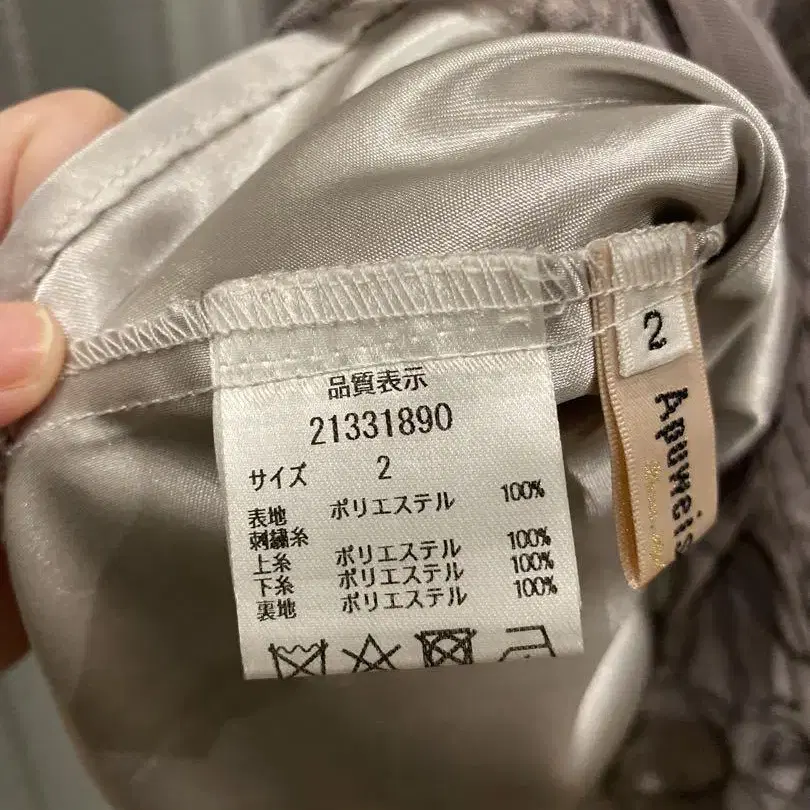 品質表示
21331890
サイズ 2
表地 ポリエステル 100%
刺繍糸
上糸 ポリエステル 100%
下糸 ポリエステル 100%
裏地 ポリエステル 100%
2
Apuweis